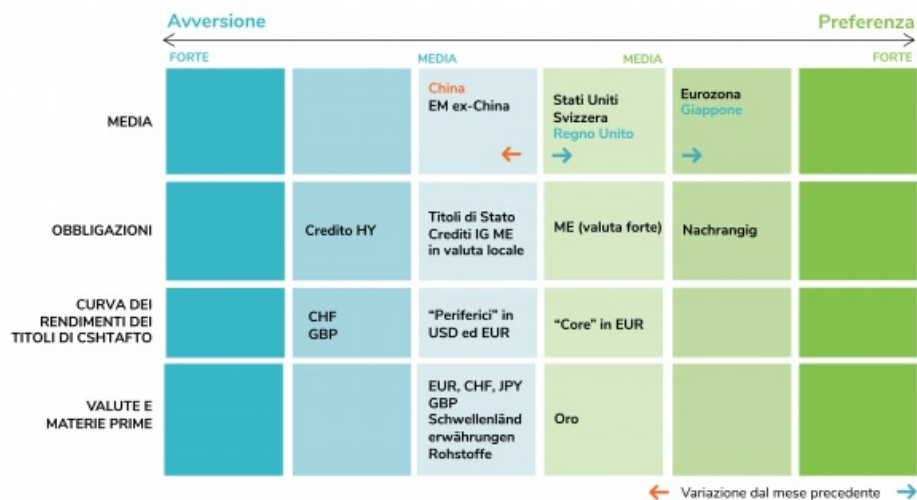 Avversione
Preferenza
FORTE
MEDIA
MEDIA
FORTE
MEDIA
China
EM ex-China
Stati Uniti
Svizzera
Regno Unito
Eurozona
Giappone
OBBLIGAZIONI
Credito HY
Titoli di Stato
Crediti IG ME
in valuta locale
ME (valuta forte)
Nachrangig
CURVA DEI
RENDIMENTI DEI
TITOLI DI CSHTAFTO
CHF
GBP
“Periferici” in
USD ed EUR
“Core” in EUR
VALUTE E
MATERIE PRIME
EUR, CHF, JPY
GBP
Schwellenländ
erwährungen
Rohstoffe
Oro
Variazione dal mese precedente